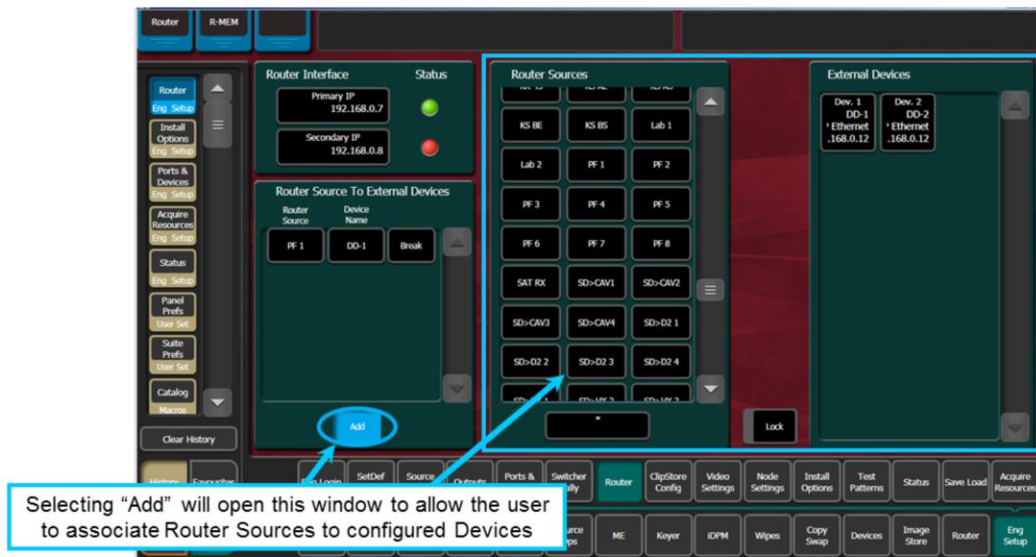 Router
R-MEM
Router
Eng Setup
Install
Options
Eng Setup
Ports &
Devices
Eng Setup
Acquire
Resources
Eng Setup
Status
Eng Setup
Panel
Prefs
User Set
Suite
Prefs
User Set
Catalog
Macros
Clear History
History
Favourites
Router Interface
Status
Primary IP
192.168.0.7
Secondary IP
192.168.0.8
Router Source To External Devices
Router
Source
Device
Name
PF 1
DD-1
Break
Add
Router Sources
KS BE
KS BS
Lab 1
Lab 2
PF 1
PF 2
PF 3
PF 4
PF 5
PF 6
PF 7
PF 8
SAT RX
SD>CAV1
SD>CAV2
SD>CAV3
SD>CAV4
SD>D2 1
SD>D2 2
SD>D2 3
SD>D2 4
*
Lock
External Devices
Dev. 1
DD-1
' Ethernet
.168.0.12
Dev. 2
DD-2
' Ethernet
.168.0.12
Login
SetDef
Source
Outputs
Ports &
Switcher
Router
ClipStore
Config
Video
Settings
Node
Settings
Install
Options
Test
Patterns
Status
Save Load
Acquire
Resources
ME
Keyer
iDPM
Wipes
Copy
Swap
Devices
Image
Store
Router
Eng
Setup
Selecting “Add” will open this window to allow the user
to associate Router Sources to configured Devices